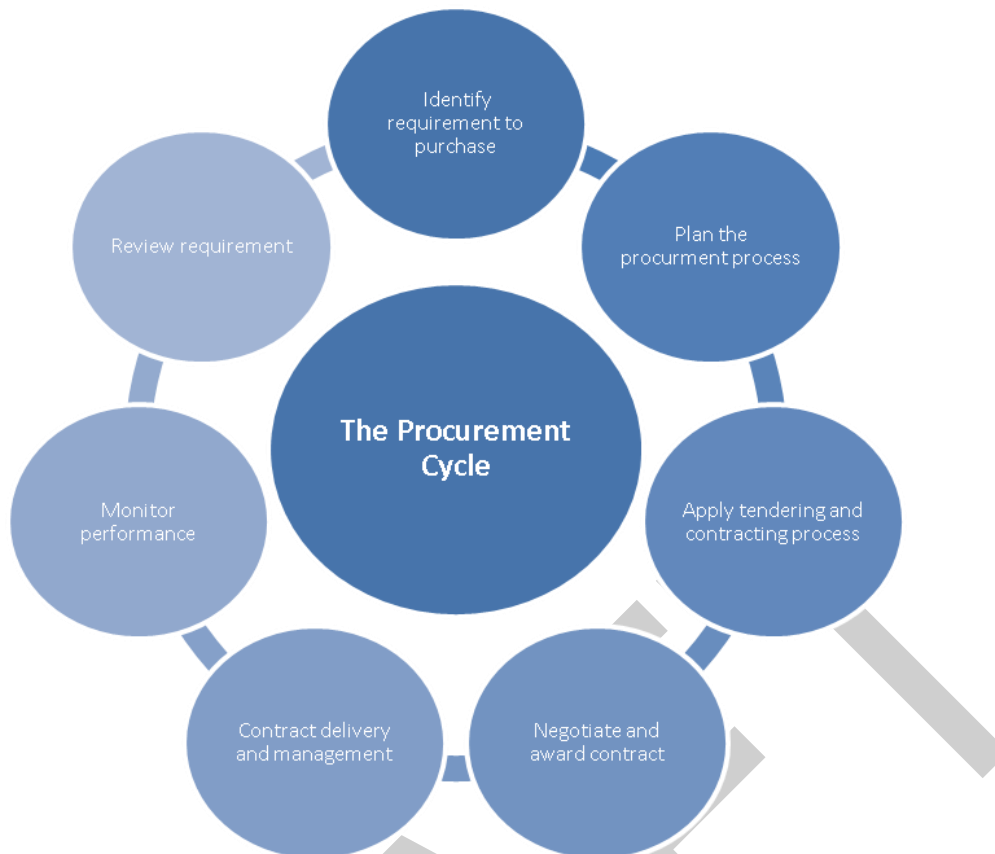 Identify
requirement to
purchase
Plan the
procurment process
Apply tendering and
contracting process
Negotiate and
award contract
Contract delivery
and management
Monitor
performance
Review requirement
The Procurement
Cycle